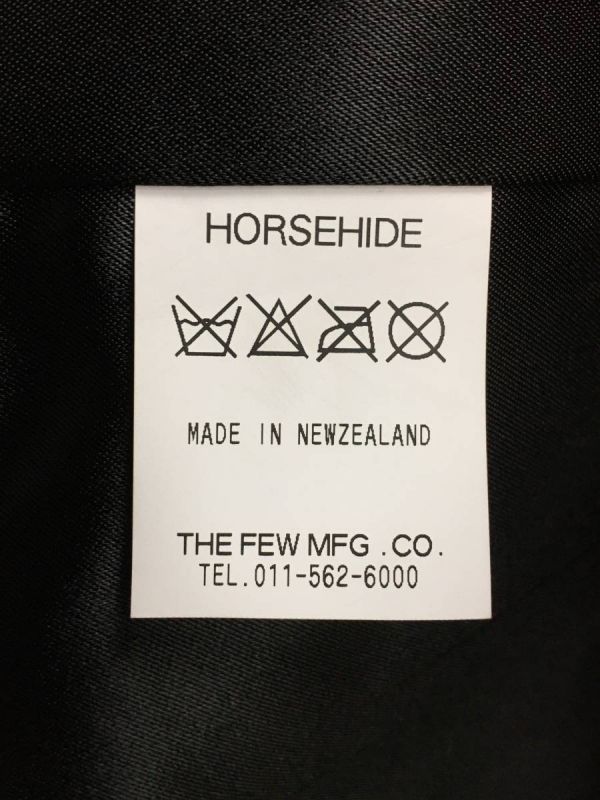 HORSEHIDE
MADE IN NEWZEALAND
THE FEW MFG .CO.
TEL.011-562-6000